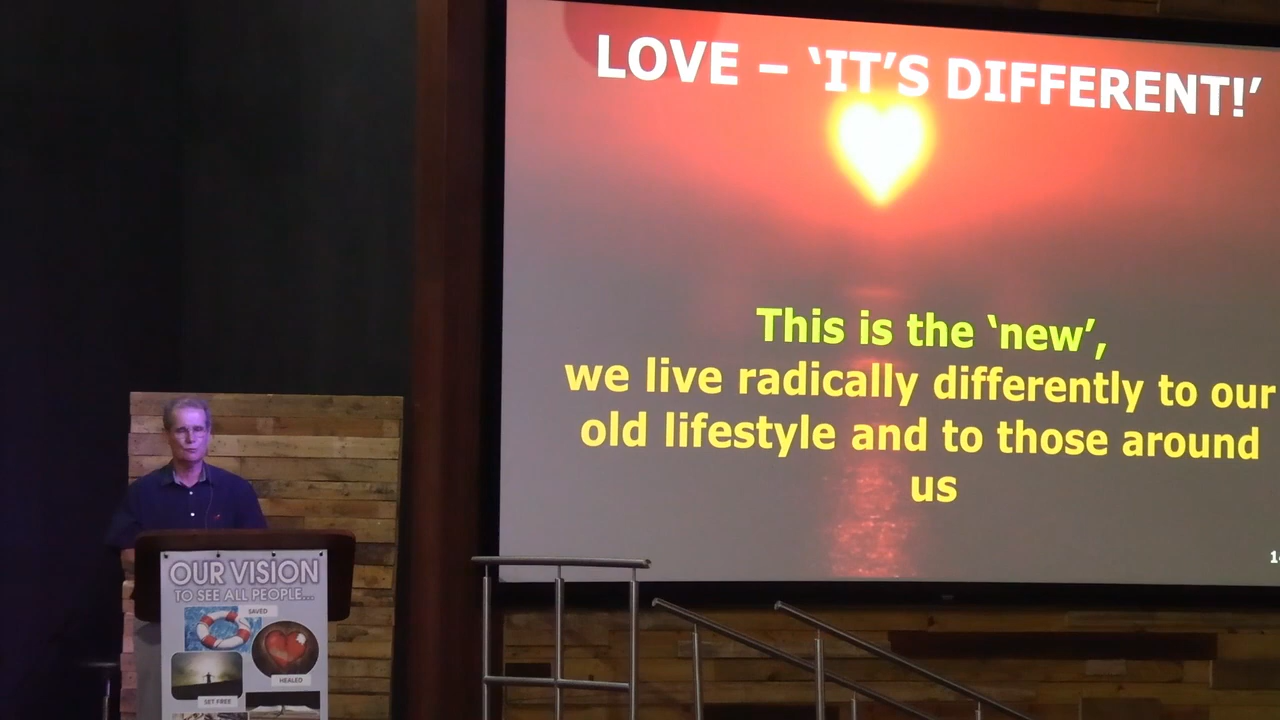 LOVE – ‘IT’S DIFFERENT!’
This is the ‘new’,
we live radically differently to our
old lifestyle and to those around
us
OUR VISION
TO SEE ALL PEOPLE...
SAVED
HEALED
SET FREE